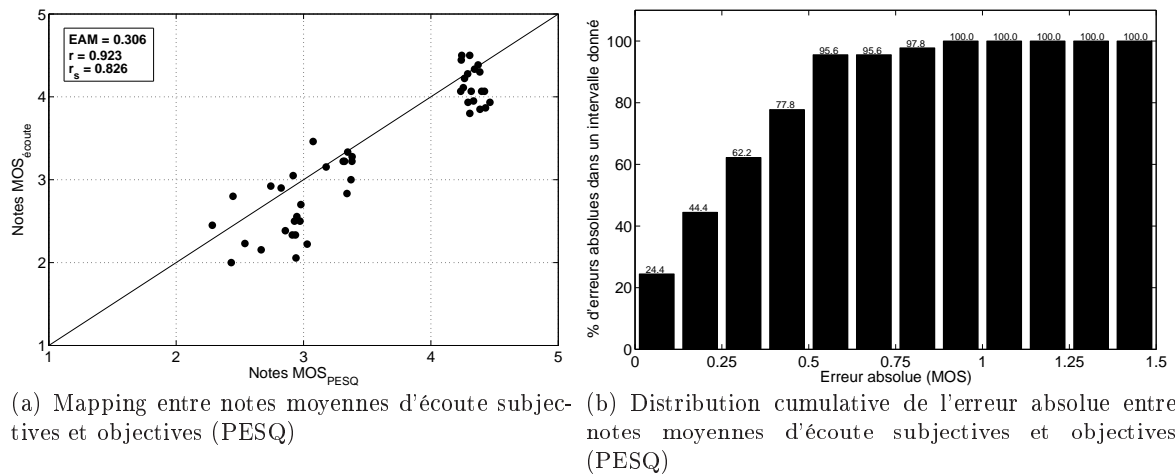 EAM = 0.306
r = 0.923
r_s = 0.826
Notes MOS_écoute
5
4
3
2
1
1 2 3 4 5
Notes MOS_PESQ
(a) Mapping entre notes moyennes d'écoute subjec-
tives et objectives (PESQ)
% d'erreurs absolues dans un intervalle donné
100
80
60
40
20
0
24.4 44.4 62.2 77.8 95.6 95.6 97.8 100.0 100.0 100.0 100.0 100.0
0 0.25 0.5 0.75 1 1.25 1.5
Erreur absolue (MOS)
(b) Distribution cumulative de l'erreur absolue entre
notes moyennes d'écoute subjectives et objectives
(PESQ)